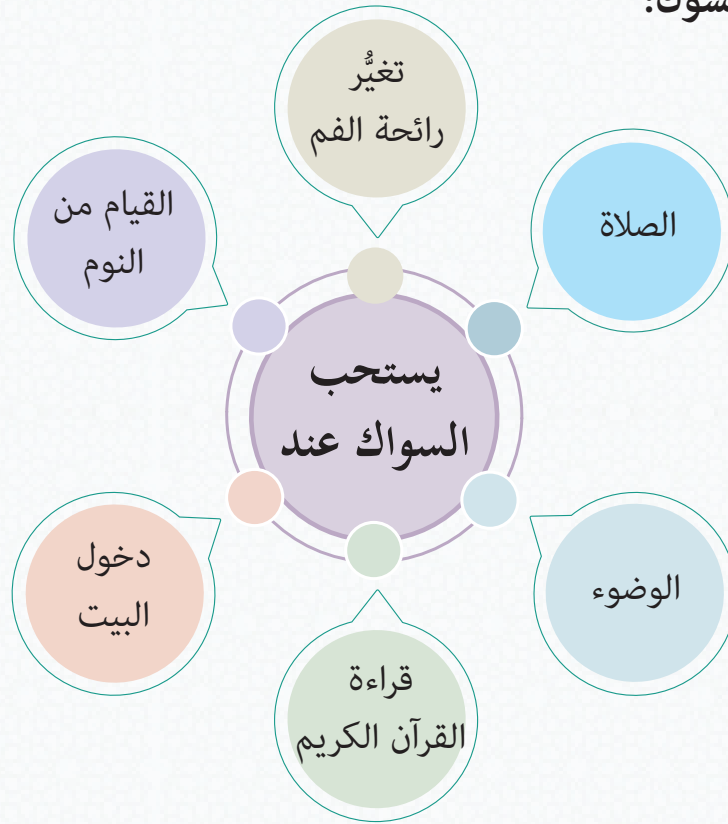 تغيُّر
رائحة الفم
الصلاة
القيام من
النوم
يستحب
السواك عند
الوضوء
دخول
البيت
قراءة
القرآن الكريم